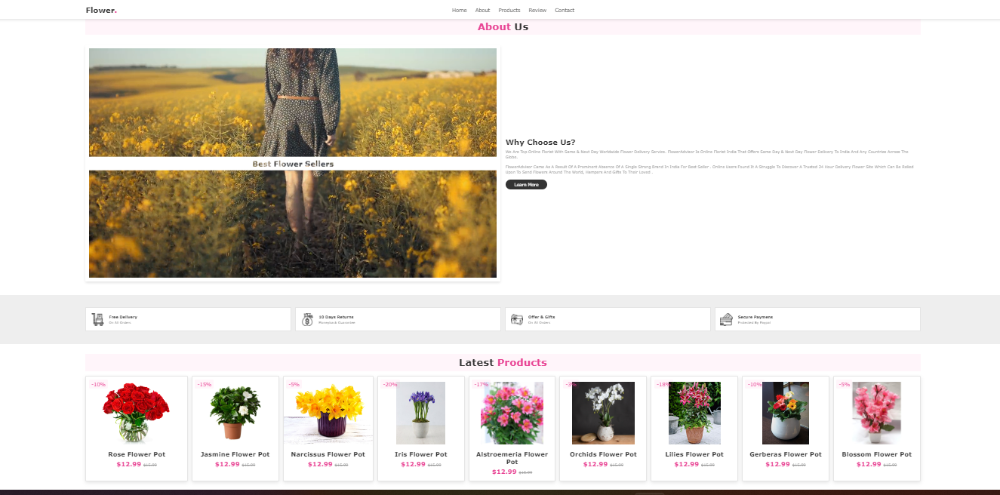 Flower.
Home About Products Review Contact
About Us
Best Flower Sellers
Why Choose Us?
We Are Top Online Florist With Same & Next Day Worldwide Flower Delivery Service. FlowerAdvisor Is Online Florist India That Offers Same Day & Next Day Flower Delivery To India And Any Countries Across The
Globe.
FlowerAdvisor Came As A Result Of A Prominent Absence Of A Single Strong Brand In India For Best Seller . Online Users Found It A Struggle To Discover A Trusted 24 Hour Delivery Flower Site Which Can Be Relied
Upon To Send Flowers Around The World, Hampers And Gifts To Their Loved .
Learn More
Free Delivery
On All Orders
10 Days Returns
Moneyback Guarantee
Offer & Gifts
On All Orders
Secure Paymens
Protected By Paypal
Latest Products
-10% -15% -5% -20% -17% -3% -18% -10% -5%
Rose Flower Pot
$12.99 $15.99
Jasmine Flower Pot
$12.99 $15.99
Narcissus Flower Pot
$12.99 $15.99
Iris Flower Pot
$12.99 $15.99
Alstroemeria Flower
Pot
$12.99 $15.99
Orchids Flower Pot
$12.99 $15.99
Lilies Flower Pot
$12.99 $15.99
Gerberas Flower Pot
$12.99 $15.99
Blossom Flower Pot
$12.99 $15.99